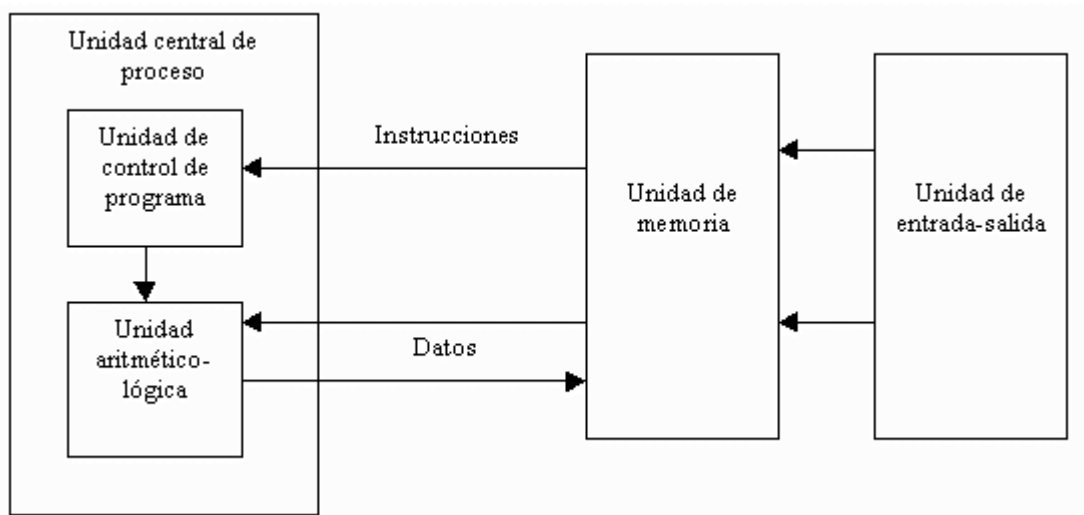 Unidad central de
proceso
Unidad de
control de
programa
Instrucciones
Unidad de
memoria
Unidad de
entrada-salida
Unidad
aritmético-
lógica
Datos